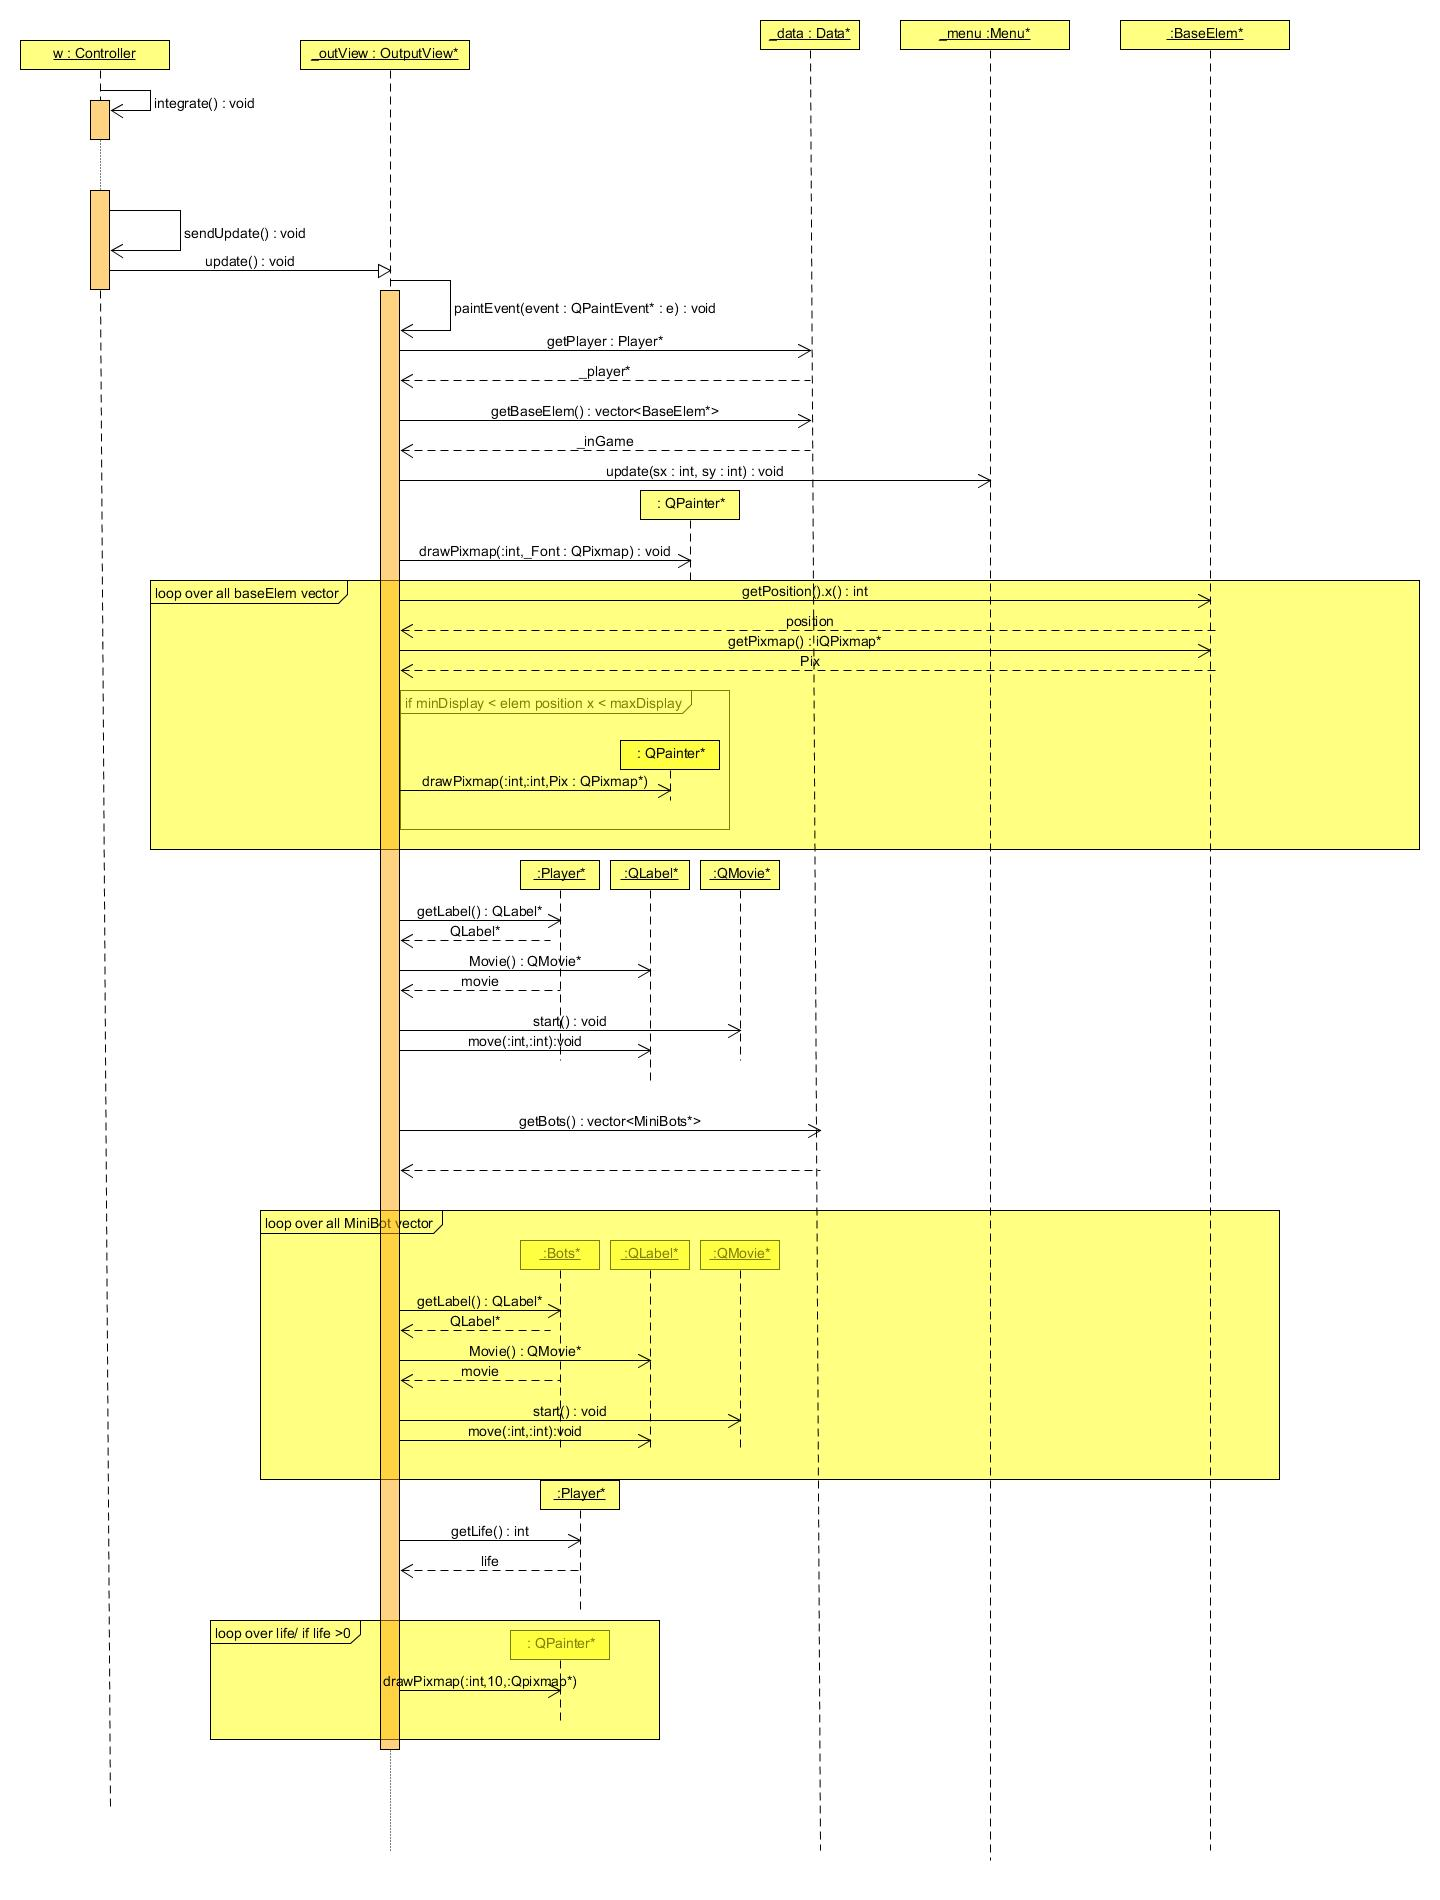 _data : Data*
_menu :Menu*
:BaseElem*
w : Controller
_outView : OutputView*
integrate() : void
sendUpdate() : void
update() : void
paintEvent(event : QPaintEvent* : e) : void
getPlayer : Player*
_player*
getBaseElem() : vector<BaseElem*>
_inGame
update(sx : int, sy : int) : void
: QPainter*
drawPixmap(:int,_Font : QPixmap) : void
loop over all baseElem vector
getPosition().x() : int
position
getPixmap() : iQPixmap*
Pix
if minDisplay < elem position x < maxDisplay
: QPainter*
drawPixmap(:int,:int,Pix : QPixmap*)
:Player*
:QLabel*
:QMovie*
getLabel() : QLabel*
QLabel*
Movie() : QMovie*
movie
start() : void
move(:int,:int):void
getBots() : vector<MiniBots*>
loop over all MiniBot vector
:Bots*
:QLabel*
:QMovie*
getLabel() : QLabel*
QLabel*
Movie() : QMovie*
movie
start() : void
move(:int,:int):void
:Player*
getLife() : int
life
loop over life/ if life >0
: QPainter*
drawPixmap(:int,10,:Qpixmap*)